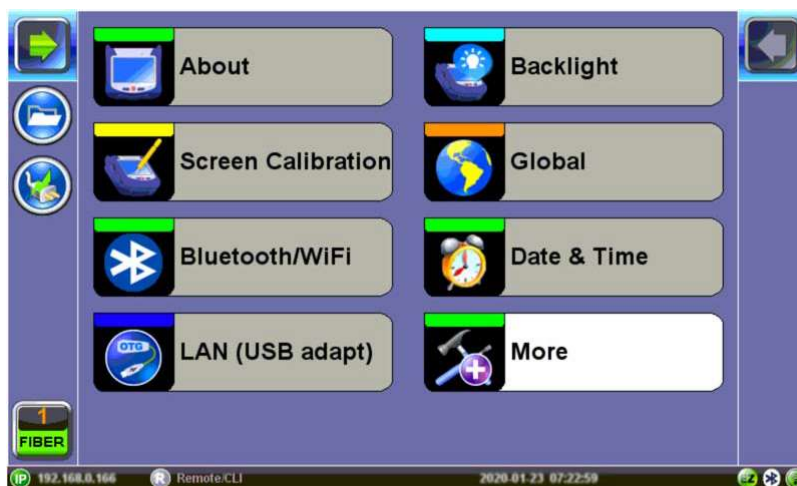 About
Backlight
Screen Calibration
Global
Bluetooth/WiFi
Date & Time
OTG
LAN (USB adapt)
More
1
FIBER
IP 192.168.0.166 R Remote/CLI 2020-01-23 07:22:59 EZ